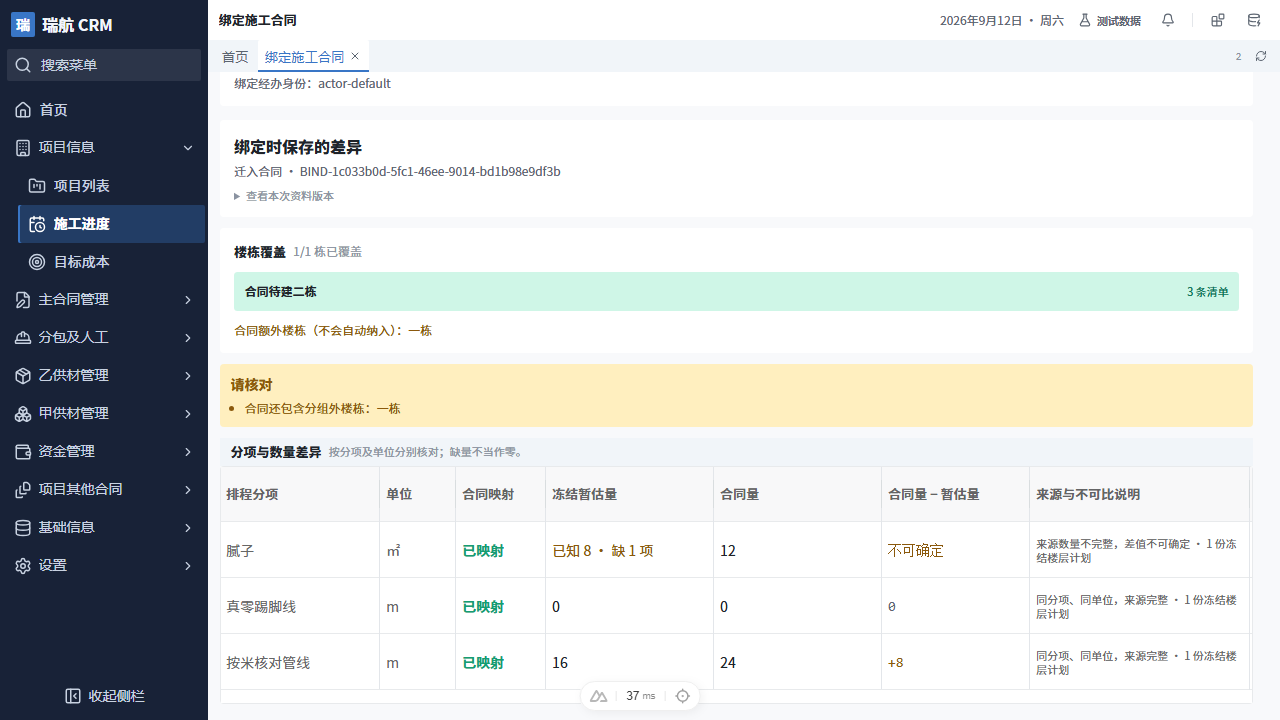 瑞 瑞航 CRM
搜索菜单
首页
项目信息
项目列表
施工进度
目标成本
主合同管理
分包及人工
乙供材管理
甲供材管理
资金管理
项目其他合同
基础信息
设置
收起侧栏
绑定施工合同
2026年9月12日 • 周六 测试数据
首页 绑定施工合同 2
绑定经办身份：actor-default
绑定时保存的差异
迁入合同 • BIND-1c033b0d-5fc1-46ee-9014-bd1b98e9df3b
查看本次资料版本
楼栋覆盖 1/1 栋已覆盖
合同待建二栋 3 条清单
合同额外楼栋（不会自动纳入）：一栋
请核对
合同还包含分组外楼栋：一栋
分项与数量差异 按分项及单位分别核对；缺量不当作零。
排程分项 单位 合同映射 冻结暂估量 合同量 合同量 − 暂估量 来源与不可比说明
腻子 ㎡ 已映射 已知 8 • 缺 1 项 12 不可确定 来源数量不完整，差值不可确定 • 1 份冻
结楼层计划
真零踢脚线 m 已映射 0 0 0 同分项、同单位，来源完整 • 1 份冻结楼
层计划
按米核对管线 m 已映射 16 24 +8 同分项、同单位，来源完整 • 1 份冻结楼
层计划
37 ms